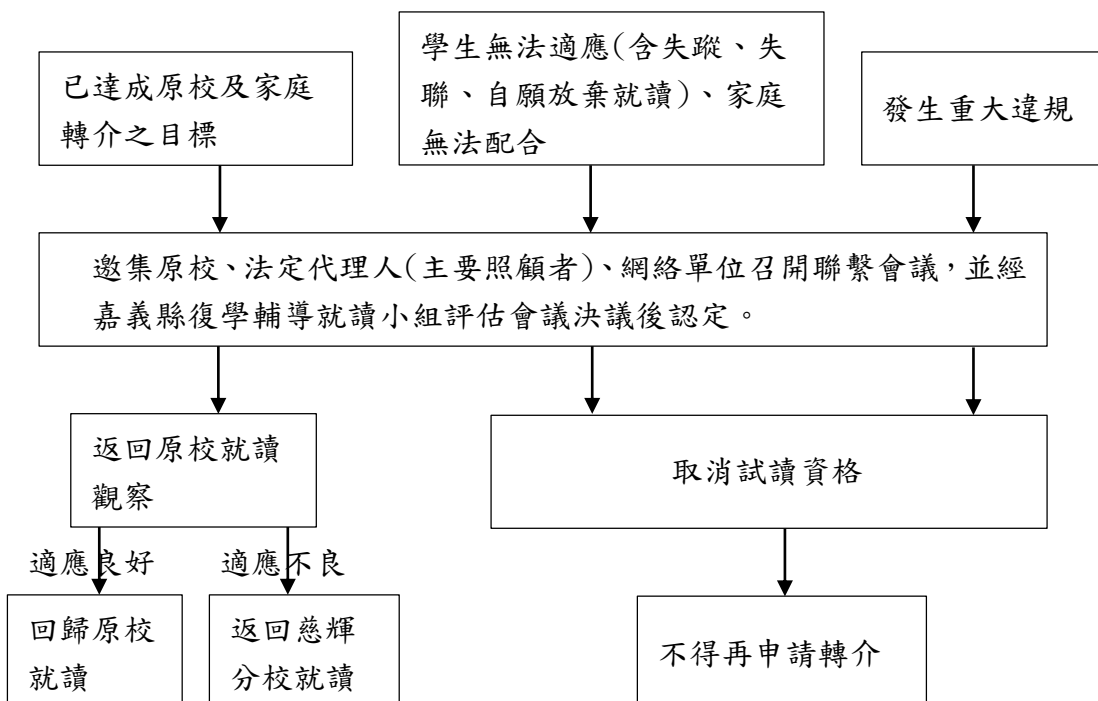 已達成原校及家庭
轉介之目標
學生無法適應(含失蹤、失
聯、自願放棄就讀)、家庭
無法配合
發生重大違規
邀集原校、法定代理人(主要照顧者)、網絡單位召開聯繫會議，並經
嘉義縣復學輔導就讀小組評估會議決議後認定。
返回原校就讀
觀察
取消試讀資格
適應良好
適應不良
回歸原校
就讀
返回慈輝
分校就讀
不得再申請轉介